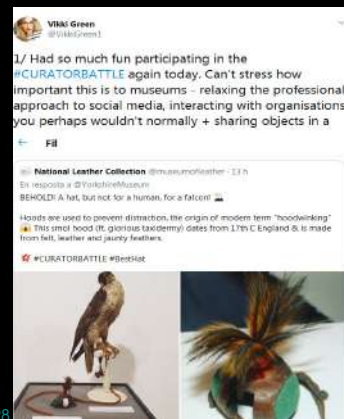 Vikki Green
@VikkiGreen1
1/ Had so much fun participating in the
#CURATORBATTLE again today. Can't stress how
important this is to museums - relaxing the professional
approach to social media, interacting with organisations
you perhaps wouldn't normally + sharing objects in a
← Fil
National Leather Collection @museumofleather · 13 h
En resposta a @YorkshireMuseum
BEHOLD! A hat, but not for a human, for a falcon!
Hoods are used to prevent distraction, the origin of modern term "hoodwinking"
This smol hood (ft. glorious taxidermy) dates from 17th C England & is made
from felt, leather and jaunty feathers.
#CURATORBATTLE #BestHat